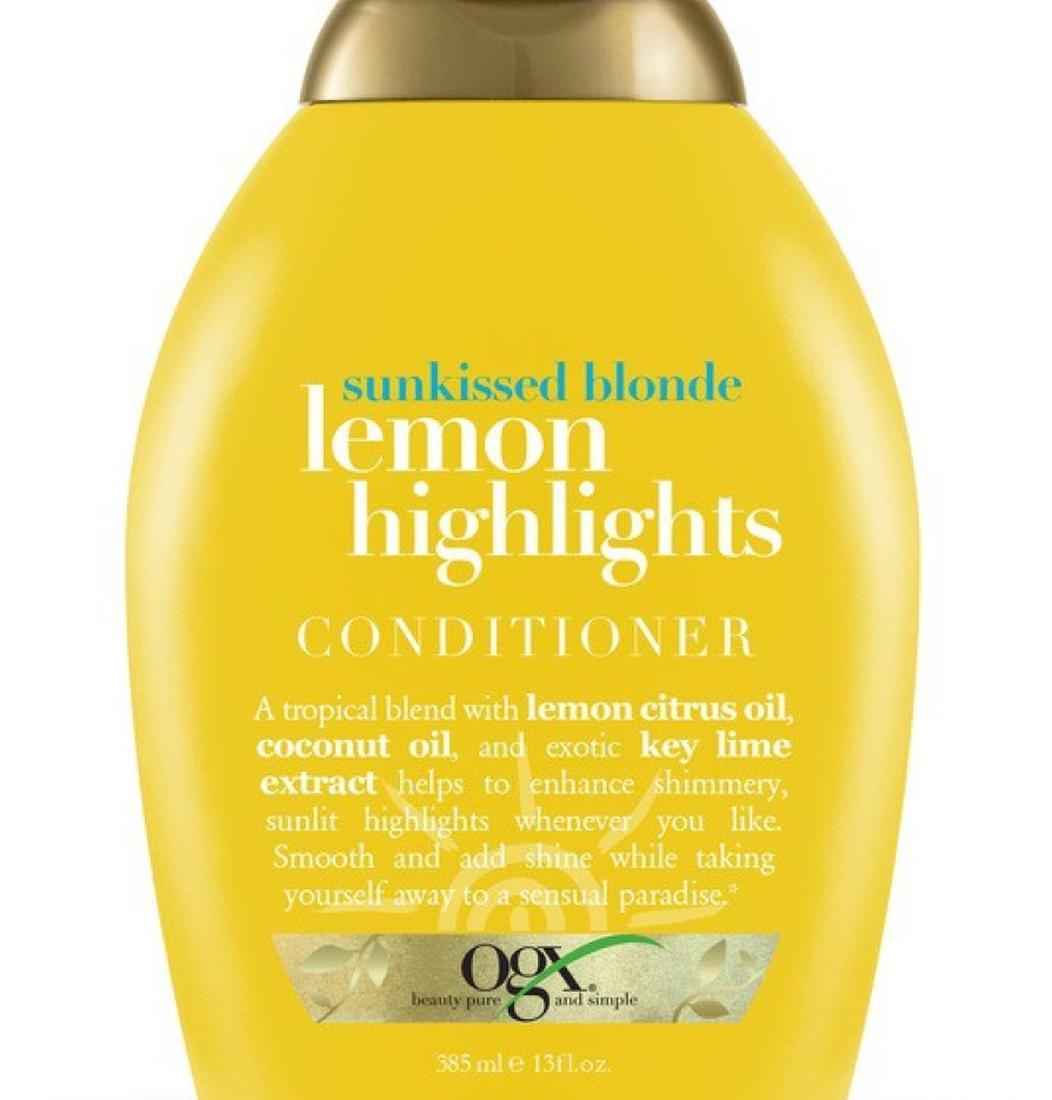 sunkissed blonde
lemon
highlights
CONDITIONER
A tropical blend with lemon citrus oil,
coconut oil, and exotic key lime
extract helps to enhance shimmery,
sunlit highlights whenever you like.
Smooth and add shine while taking
yourself away to a sensual paradise.*
ogx®
beauty pure and simple
385 ml e 13fl.oz.